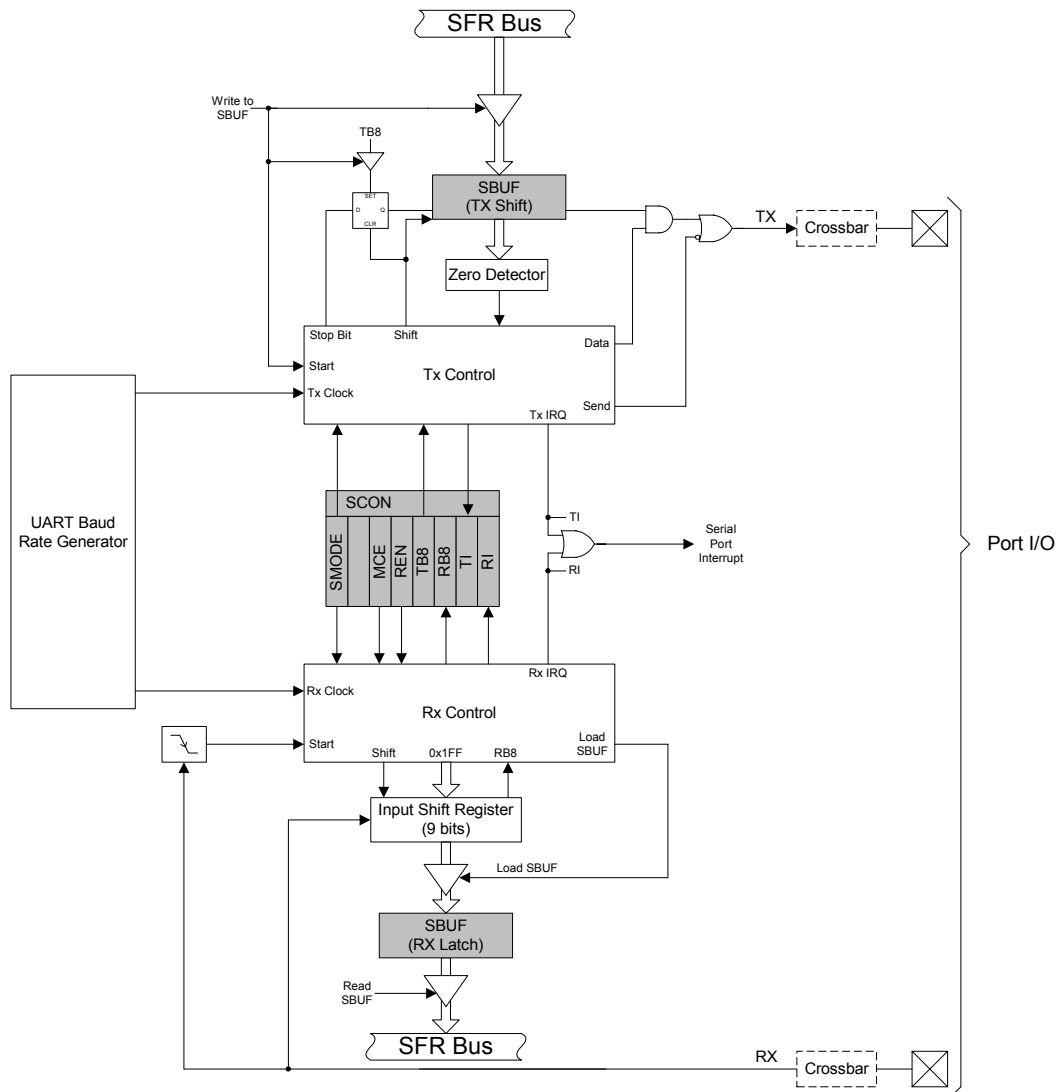 SFR Bus
Write to
SBUF
TB8
SET
D
Q
CLR
SBUF
(TX Shift)
TX
Crossbar
Zero Detector
Stop Bit
Shift
Data
Start
Tx Control
Tx Clock
Send
Tx IRQ
UART Baud
Rate Generator
SCON
SMODE
MCE
REN
TB8
RB8
TI
RI
TI
RI
Serial
Port
Interrupt
Port I/O
Rx IRQ
Rx Clock
Rx Control
Start
Load
SBUF
Shift
0x1FF
RB8
Input Shift Register
(9 bits)
Load SBUF
SBUF
(RX Latch)
Read
SBUF
SFR Bus
RX
Crossbar